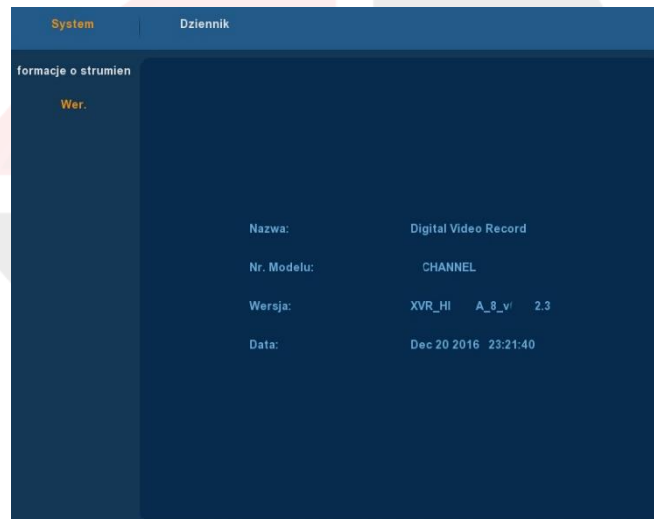 System Dziennik
formacje o strumien
Wer.
Nazwa: Digital Video Record
Nr. Modelu: CHANNEL
Wersja: XVR_HI A_8_v 2.3
Data: Dec 20 2016 23:21:40